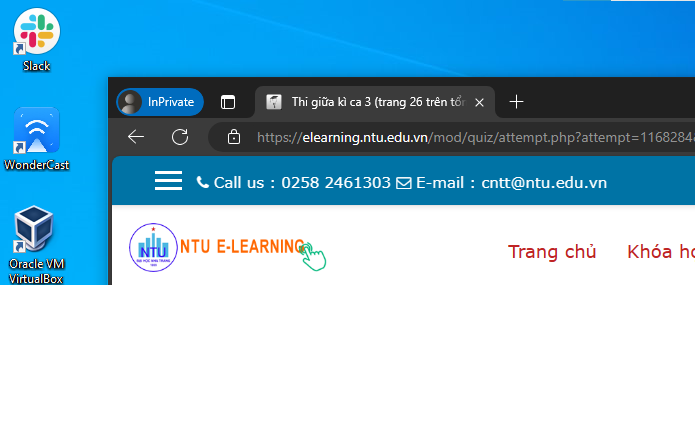 Slack
WonderCast
Oracle VM
VirtualBox
InPrivate
Thi giữa kì ca 3 (trang 26 trên tổn
https://elearning.ntu.edu.vn/mod/quiz/attempt.php?attempt=1168284
Call us : 0258 2461303 E-mail : cntt@ntu.edu.vn
NTU
NTU E-LEARNING
Trang chủ Khóa họ